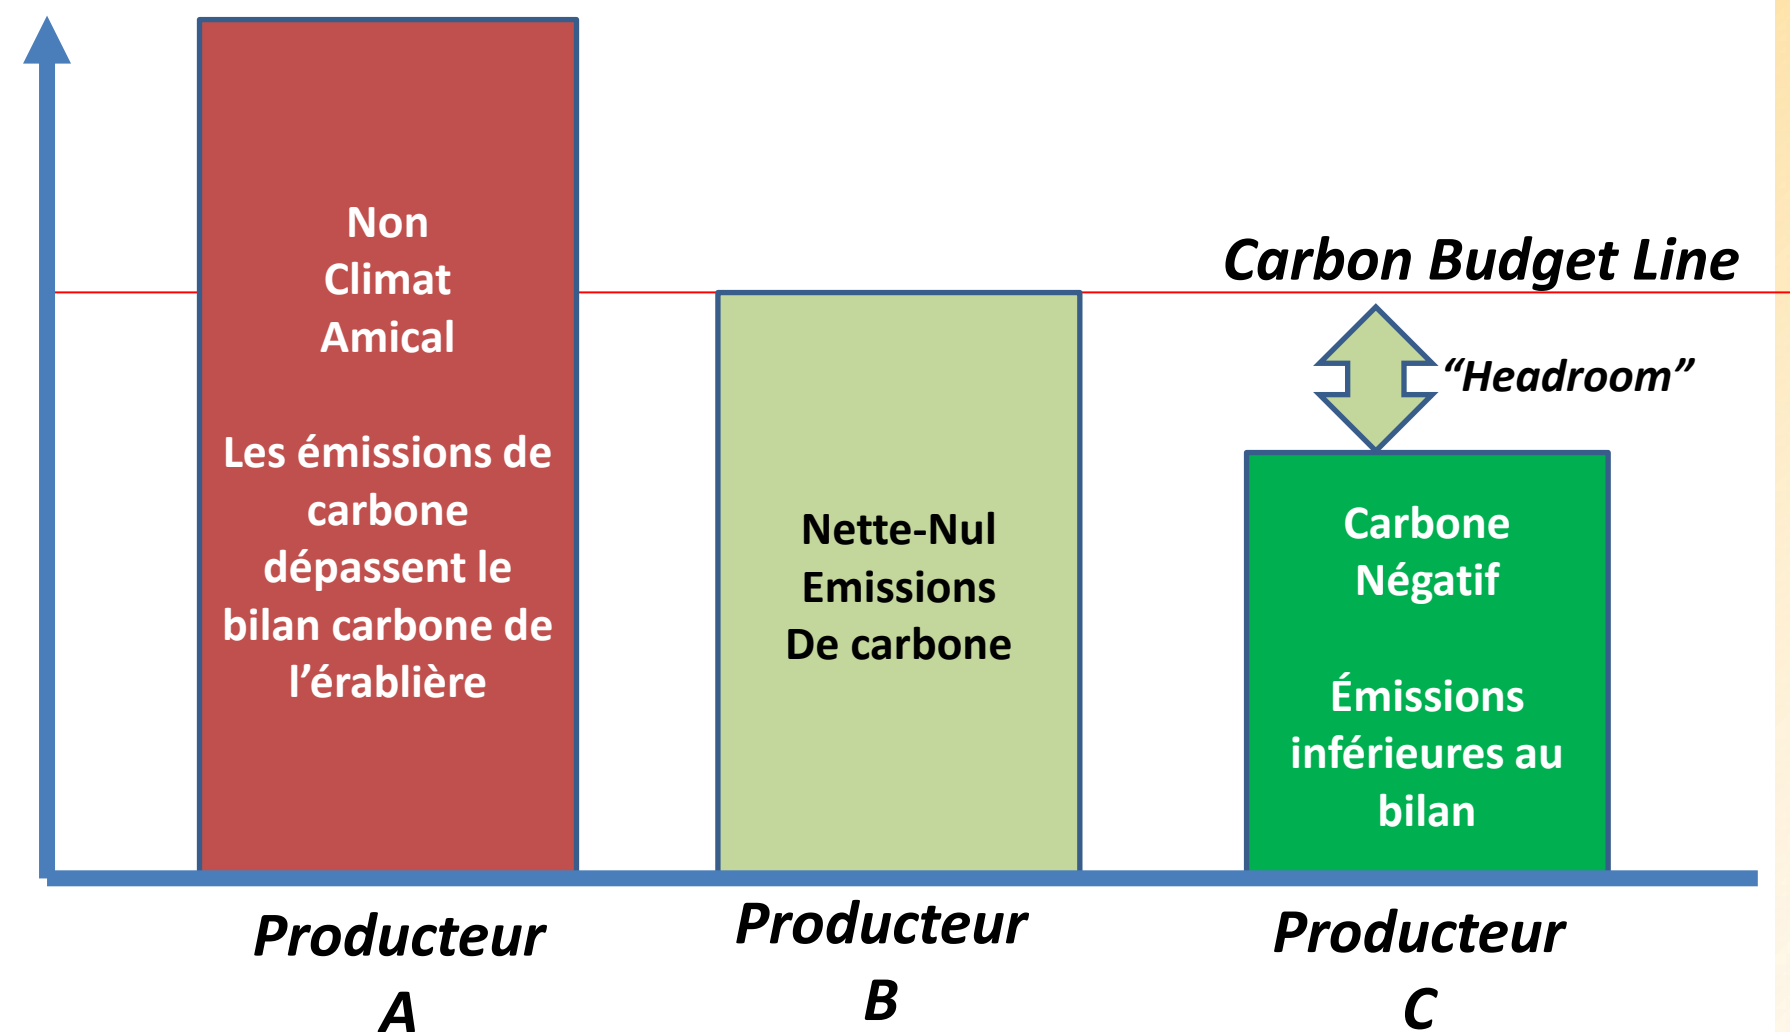 Non
Climat
Amical
Les émissions de
carbone
dépassent le
bilan carbone de
l’érablière
Nette-Nul
Emissions
De carbone
Carbon Budget Line
“Headroom”
Carbone
Négatif
Émissions
inférieures au
bilan
Producteur
A
Producteur
B
Producteur
C